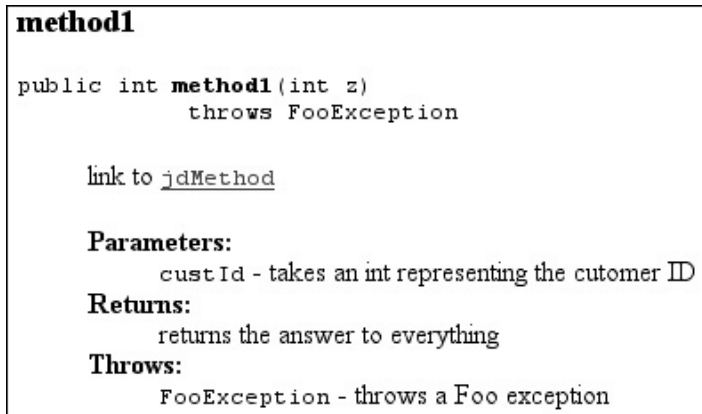 method1
public int method1(int z)
throws FooException
link to jdMethod
Parameters:
custId - takes an int representing the cutomer ID
Returns:
returns the answer to everything
Throws:
FooException - throws a Foo exception